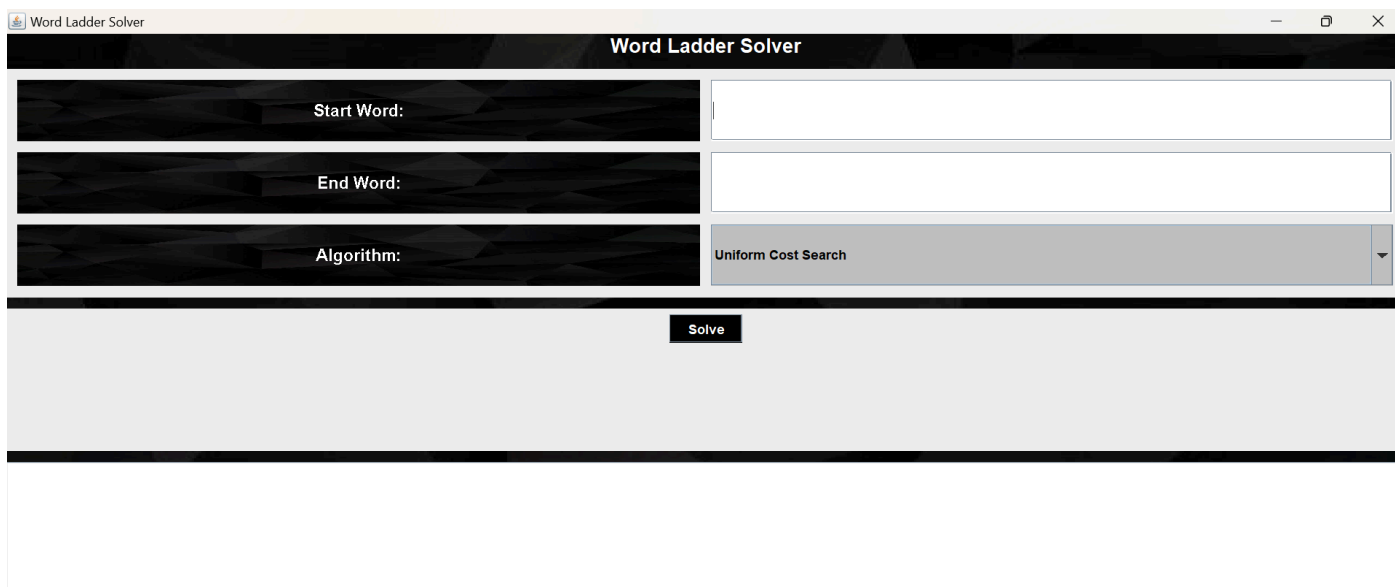 Word Ladder Solver
Word Ladder Solver
Start Word:
End Word:
Algorithm:
Uniform Cost Search
Solve